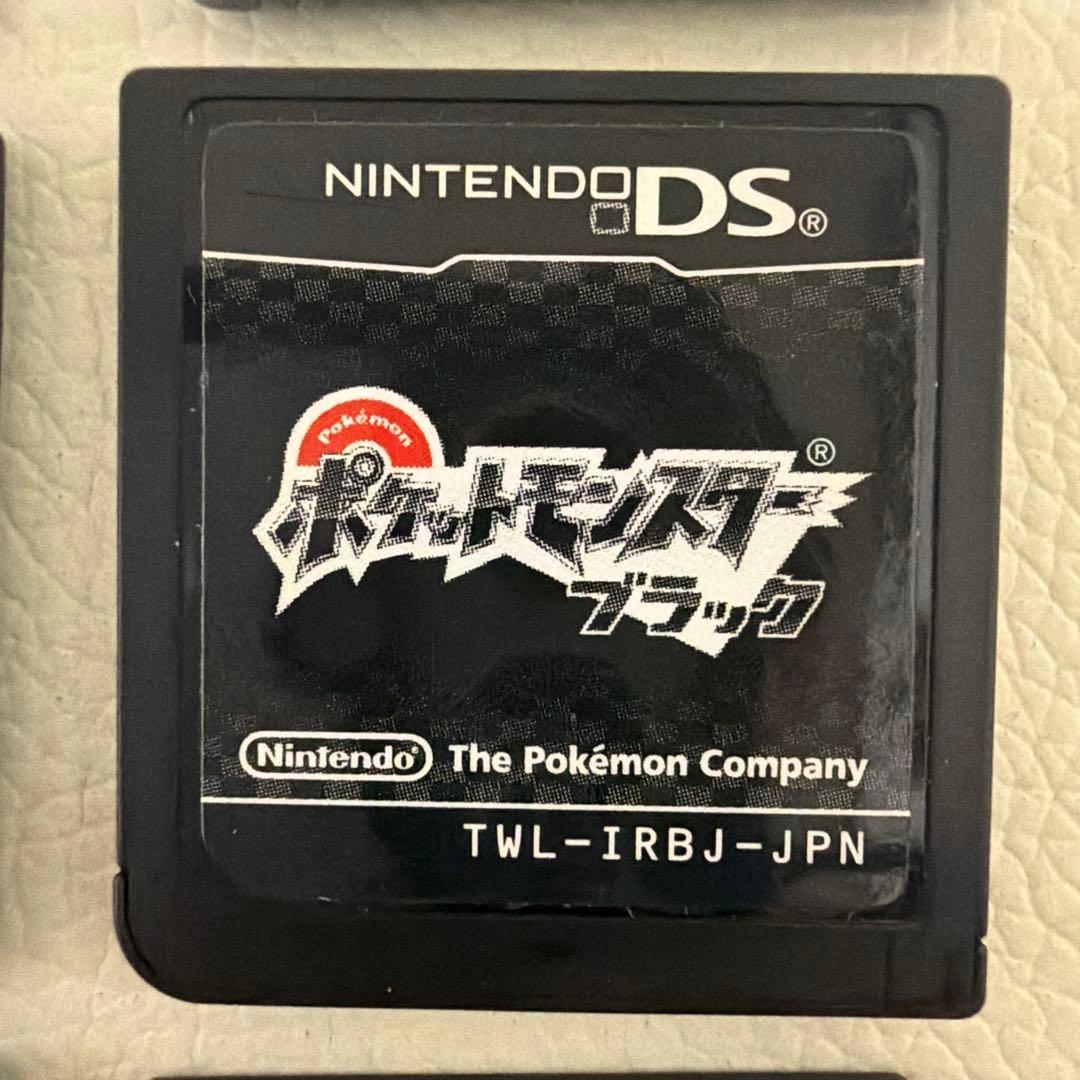 NINTENDO DS®
Pokémon
ポケットモンスター®
ブラック
Nintendo® The Pokémon Company
TWL-IRBJ-JPN